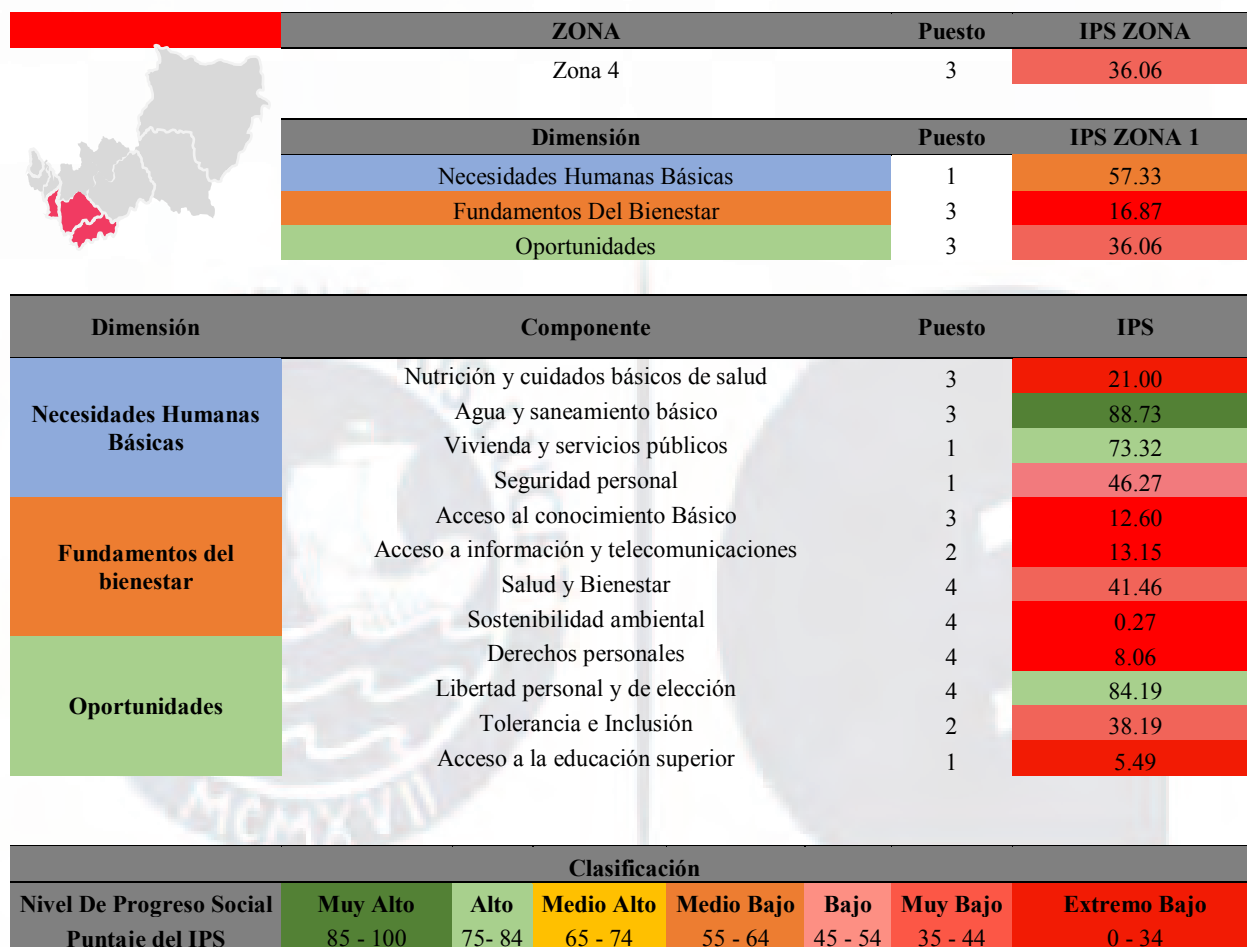 ZONA Puesto IPS ZONA
Zona 4 3 36.06
Dimensión Puesto IPS ZONA 1
Necesidades Humanas Básicas 1 57.33
Fundamentos Del Bienestar 3 16.87
Oportunidades 3 36.06
Dimensión Componente Puesto IPS
Necesidades Humanas
Básicas
Nutrición y cuidados básicos de salud 3 21.00
Agua y saneamiento básico 3 88.73
Vivienda y servicios públicos 1 73.32
Seguridad personal 1 46.27
Fundamentos del
bienestar
Acceso al conocimiento Básico 3 12.60
Acceso a información y telecomunicaciones 2 13.15
Salud y Bienestar 4 41.46
Sostenibilidad ambiental 4 0.27
Oportunidades
Derechos personales 4 8.06
Libertad personal y de elección 4 84.19
Tolerancia e Inclusión 2 38.19
Acceso a la educación superior 1 5.49
MCMXVII
Clasificación
Nivel De Progreso Social Muy Alto Alto Medio Alto Medio Bajo Bajo Muy Bajo Extremo Bajo
Puntaje del IPS 85 - 100 75- 84 65 - 74 55 - 64 45 - 54 35 - 44 0 - 34